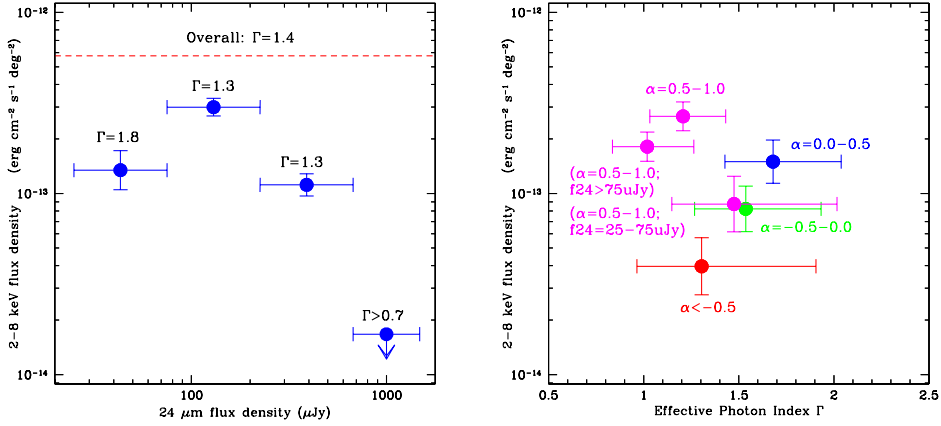 10⁻¹²
Overall: Γ=1.4
Γ=1.3
Γ=1.8
Γ=1.3
10⁻¹³
Γ>0.7
10⁻¹⁴
100
1000
24 μm flux density (μJy)
2−8 keV flux density (erg cm⁻² s⁻¹ deg⁻²)
10⁻¹²
α=0.5−1.0
α=0.0−0.5
(α=0.5−1.0;
f24>75uJy)
10⁻¹³
(α=0.5−1.0;
f24=25−75uJy)
α=−0.5−0.0
α<−0.5
10⁻¹⁴
0.5
1
1.5
2
2.5
Effective Photon Index Γ
2−8 keV flux density (erg cm⁻² s⁻¹ deg⁻²)